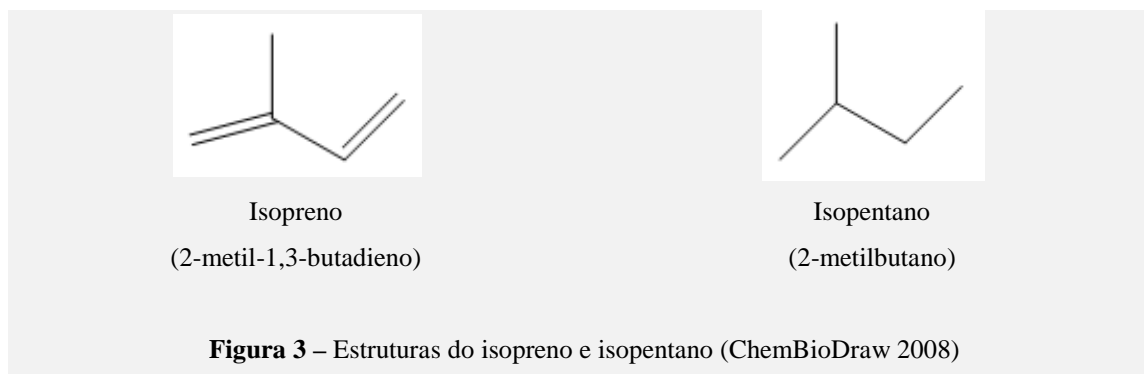 Isopreno
Isopentano
(2-metil-1,3-butadieno)
(2-metilbutano)
Figura 3 – Estruturas do isopreno e isopentano (ChemBioDraw 2008)